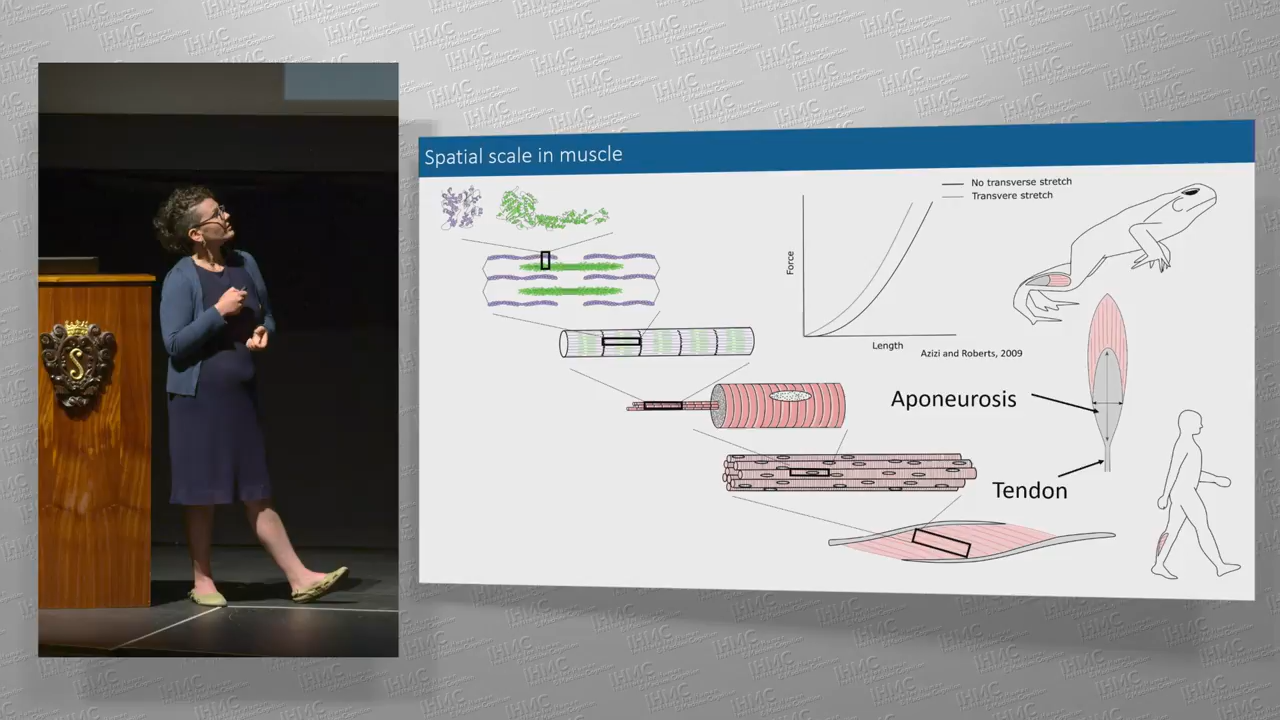 Spatial scale in muscle
No transverse stretch
Transvere stretch
Force
Length
Azizi and Roberts, 2009
Aponeurosis
Tendon
S
IHMC